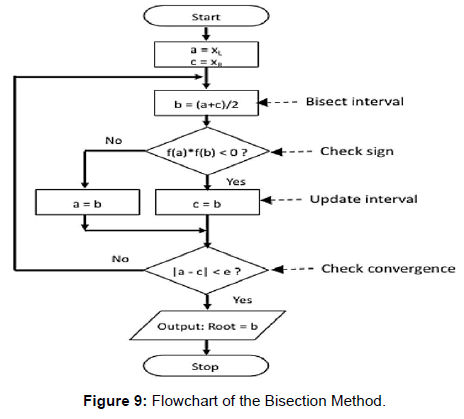 Start
a = x_L
c = x_R
b = (a+c)/2
Bisect interval
No
f(a)*f(b) < 0 ?
Check sign
Yes
a = b
c = b
Update interval
No
|a - c| < e ?
Check convergence
Yes
Output: Root = b
Stop
Figure 9: Flowchart of the Bisection Method.